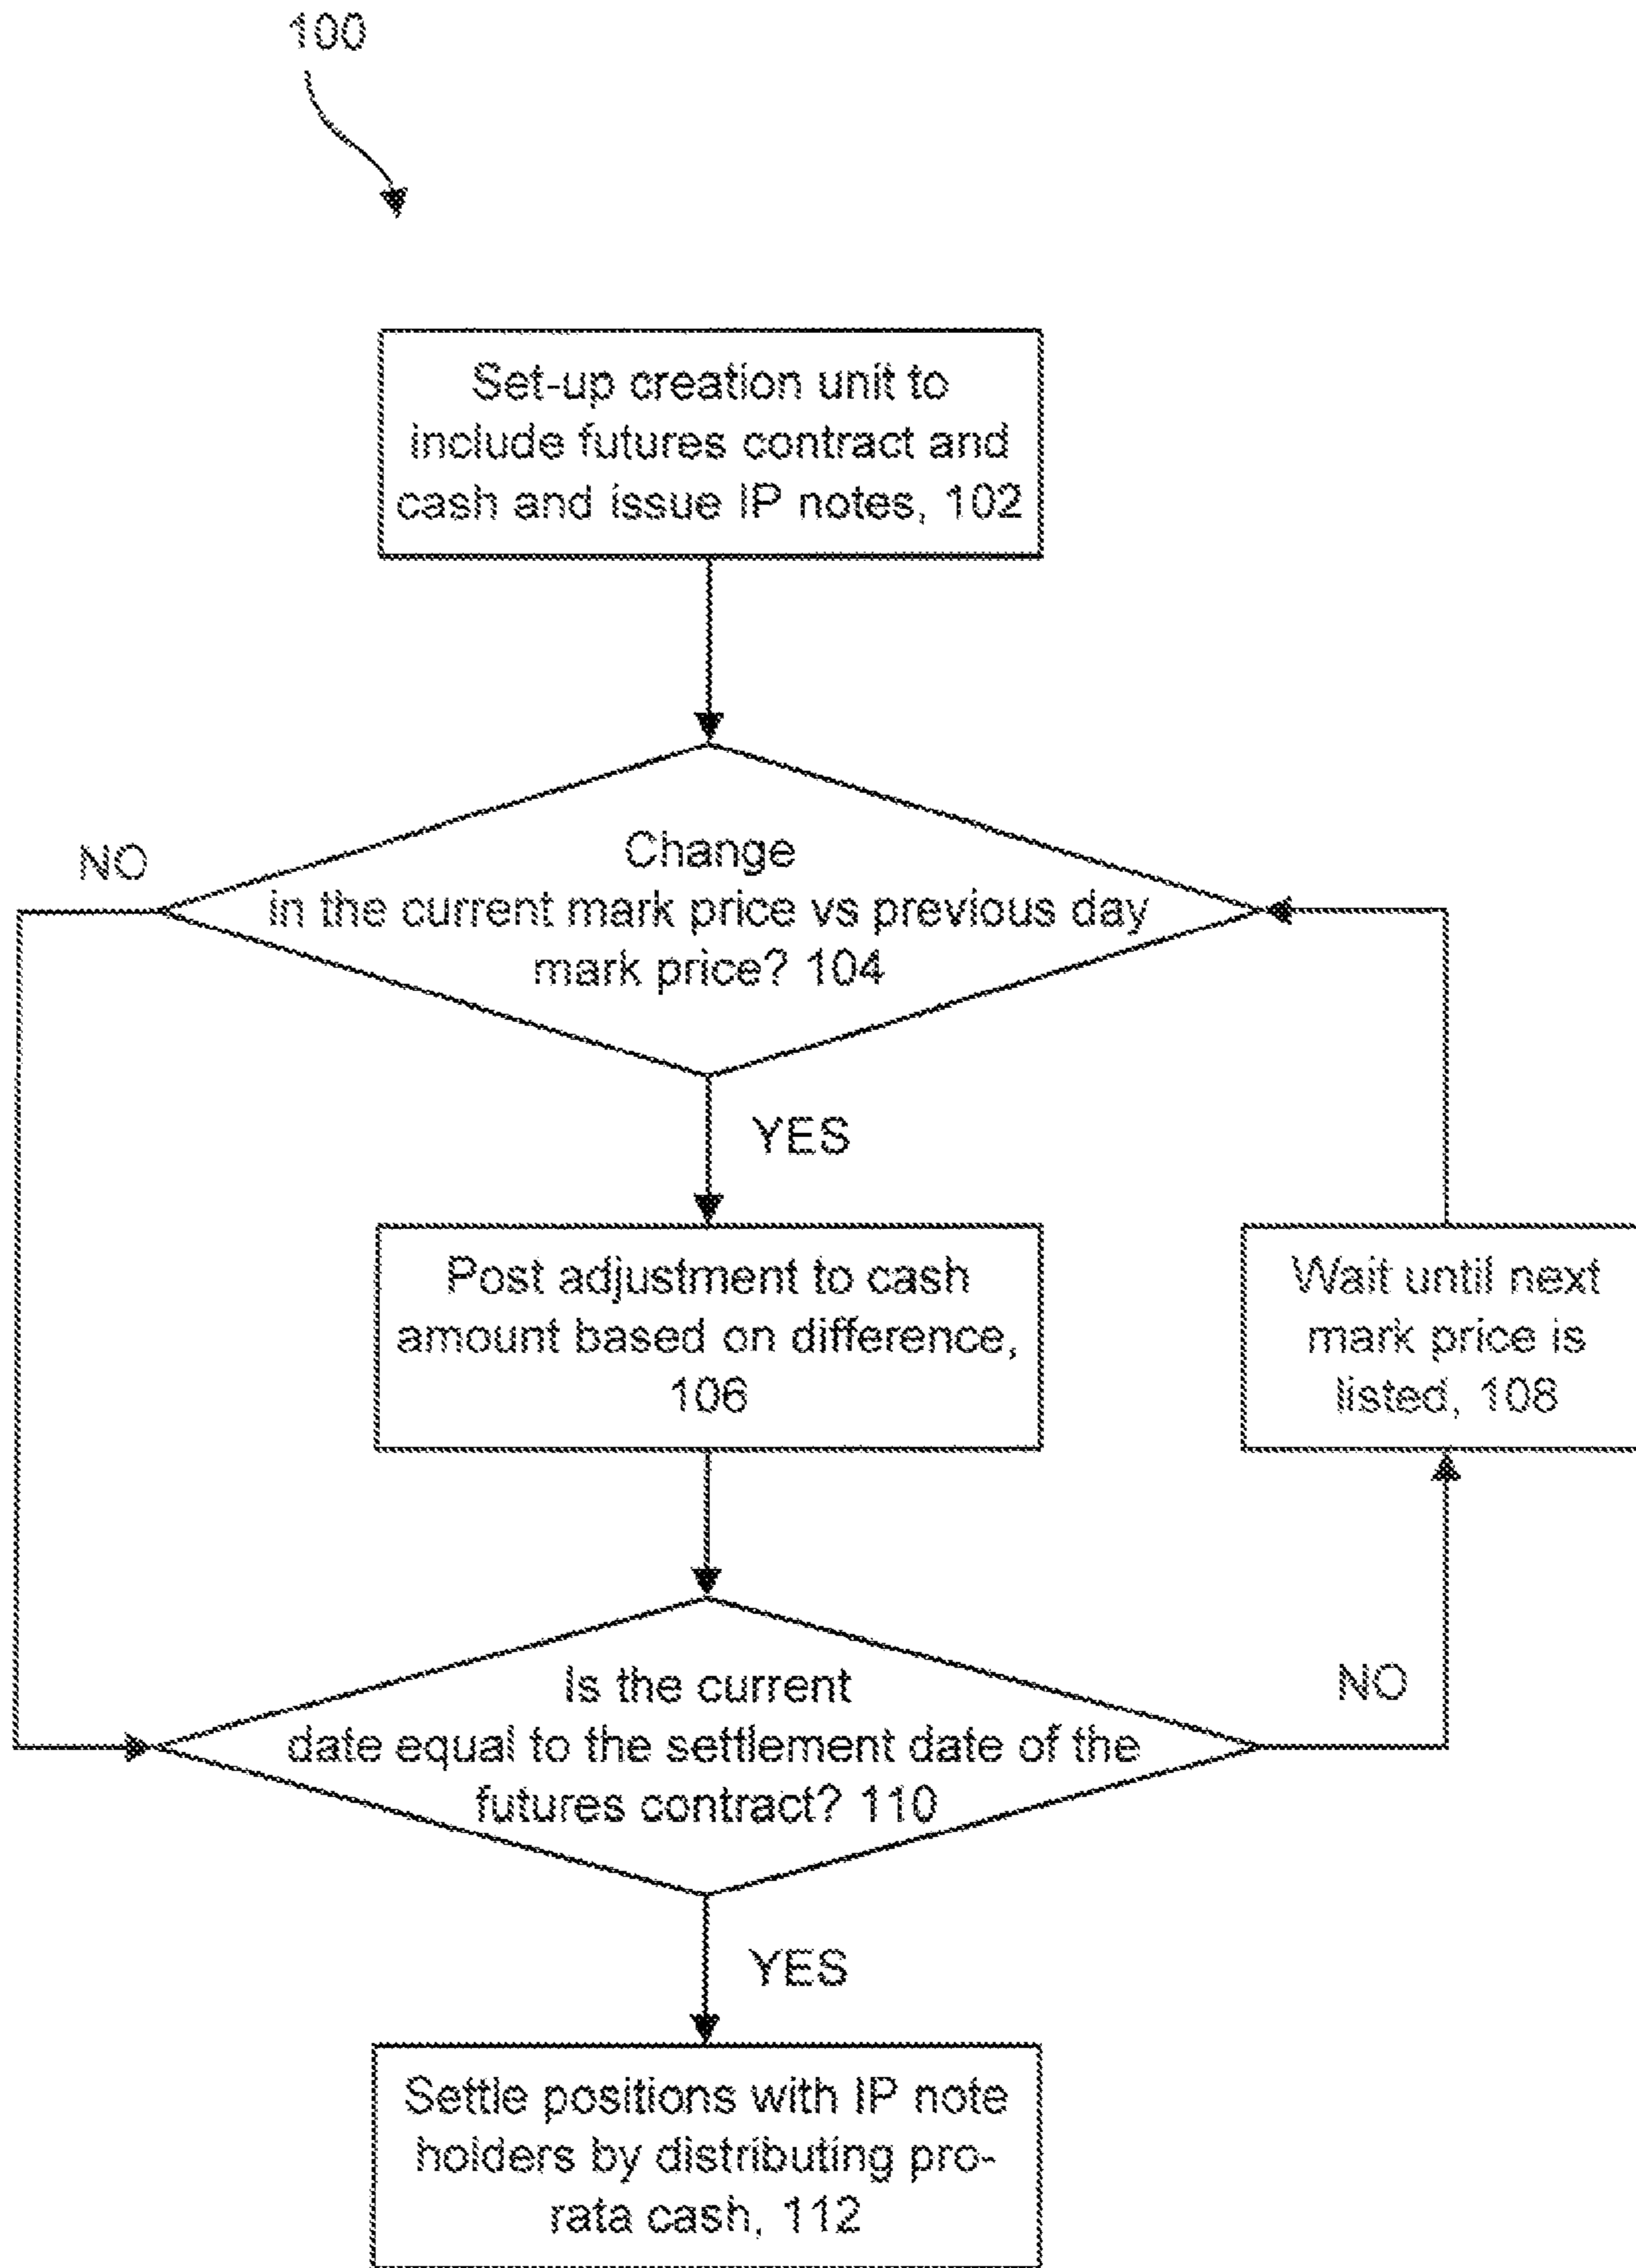 100
Set-up creation unit to
include futures contract and
cash and issue IP notes, 102
NO
Change
in the current mark price vs previous day
mark price? 104
YES
Post adjustment to cash
amount based on difference,
106
Wait until next
mark price is
listed, 108
Is the current
date equal to the settlement date of the
futures contract? 110
NO
YES
Settle positions with IP note
holders by distributing pro-
rata cash, 112